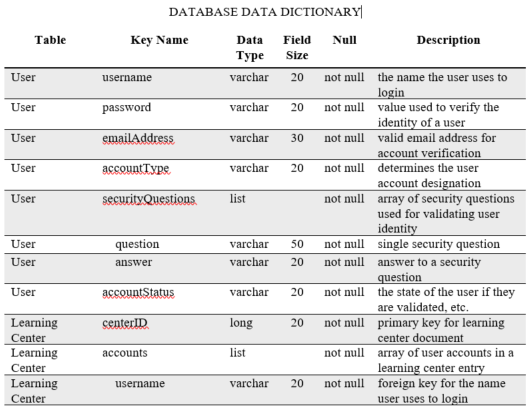 DATABASE DATA DICTIONARY
Table Key Name Data Type Field Size Null Description
User username varchar 20 not null the name the user uses to login
User password varchar 20 not null value used to verify the identity of a user
User emailAddress varchar 30 not null valid email address for account verification
User accountType varchar 20 not null determines the user account designation
User securityQuestions list not null array of security questions used for validating user identity
User question varchar 50 not null single security question
User answer varchar 20 not null answer to a security question
User accountStatus varchar 20 not null the state of the user if they are validated, etc.
Learning Center centerID long 20 not null primary key for learning center document
Learning Center accounts list not null array of user accounts in a learning center entry
Learning Center username varchar 20 not null foreign key for the name user uses to login